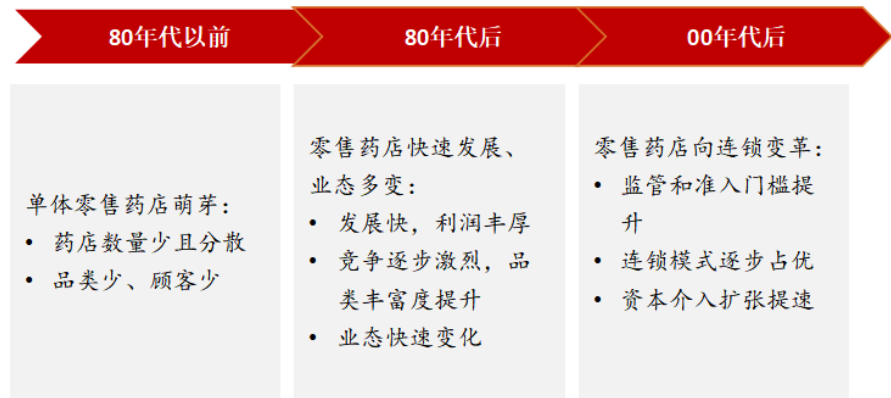 80年代以前
80年代后
00年代后
单体零售药店萌芽：
• 药店数量少且分散
• 品类少、顾客少
零售药店快速发展、
业态多变：
• 发展快，利润丰厚
• 竞争逐步激烈，品
类丰富度提升
• 业态快速变化
零售药店向连锁变革：
• 监管和准入门槛提
升
• 连锁模式逐步占优
• 资本介入扩张提速